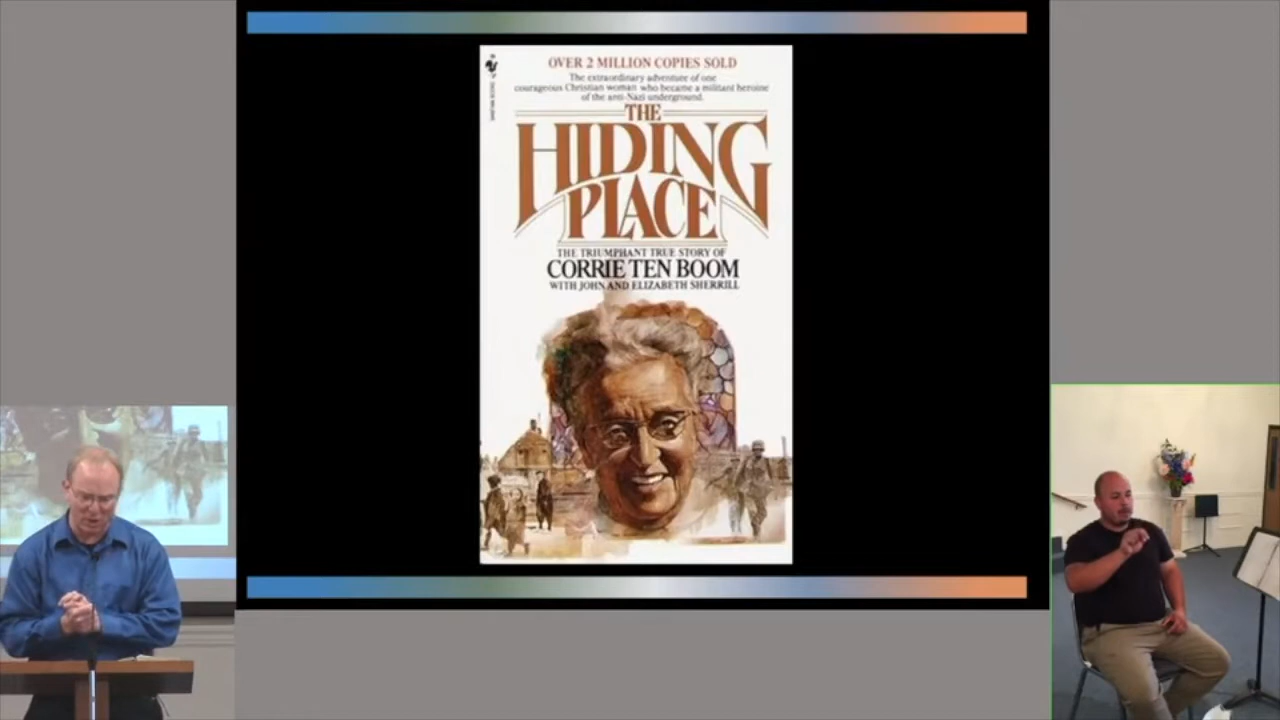 OVER 2 MILLION COPIES SOLD
The extraordinary adventure of one
courageous Christian woman who became a militant heroine
of the anti-Nazi underground.
THE
HIDING
PLACE
THE TRIUMPHANT TRUE STORY OF
CORRIE TEN BOOM
WITH JOHN AND ELIZABETH SHERRILL